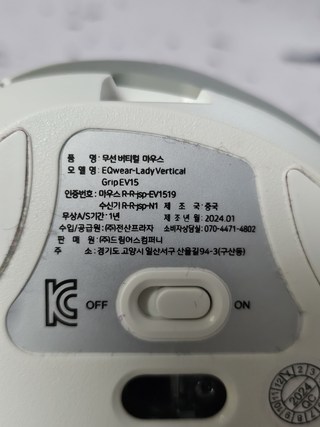 품 명: 무선 버티컬 마우스
모 델 명: EQwear-LadyVertical
GripEV15
인증번호: 마우스 R-R-jsp-EV1519
수신기 R-R-jsp-N1 제 조 국: 중국
무상A/S기간: 1년 제 조 년 월: 2024.01
수입/공급원: ㈜전산프라자 소비자상담실: 070-4471-4802
판 매 원: ㈜드림어스컴퍼니
주 소: 경기도 고양시 일산서구 산율길94-3(구산동)
KC OFF ON
2024
QC